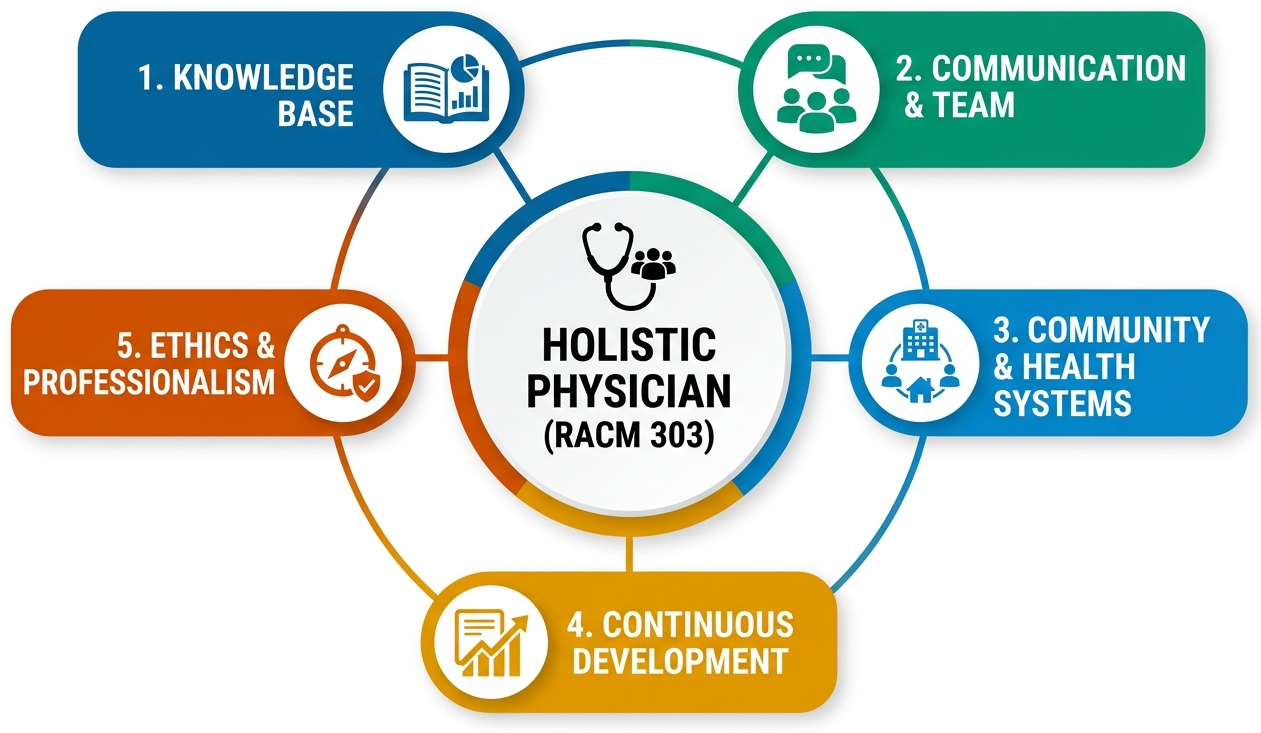 1. KNOWLEDGE
BASE
2. COMMUNICATION
& TEAM
HOLISTIC
PHYSICIAN
(RACM 303)
3. COMMUNITY
& HEALTH
SYSTEMS
4. CONTINUOUS
DEVELOPMENT
5. ETHICS &
PROFESSIONALISM